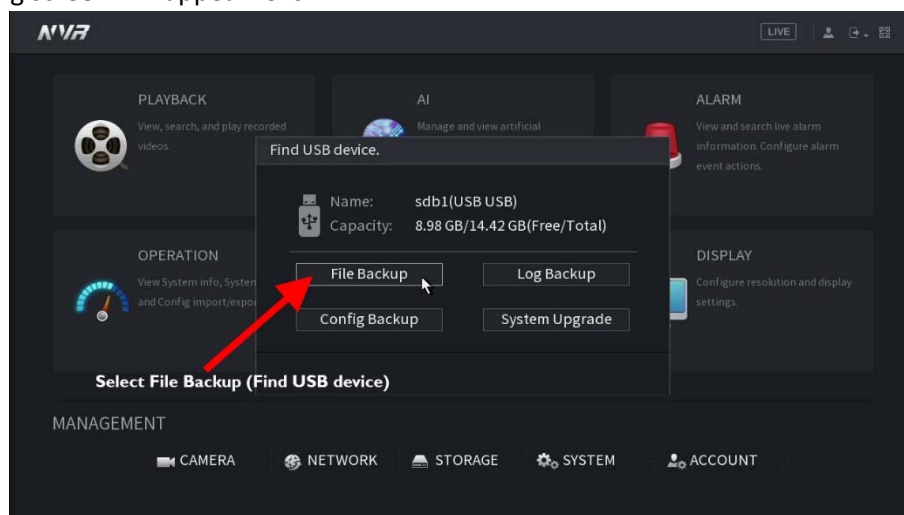 NVR
LIVE
PLAYBACK
View, search, and play recorded
videos.
AI
Manage and view artificial
ALARM
View and search live alarm
information. Configure alarm
event actions.
Find USB device.
Name: sdb1(USB USB)
Capacity: 8.98 GB/14.42 GB(Free/Total)
File Backup
Log Backup
Config Backup
System Upgrade
OPERATION
View System info, System
and Config import/expo
DISPLAY
Configure resolution and display
settings.
Select File Backup (Find USB device)
MANAGEMENT
CAMERA NETWORK STORAGE SYSTEM ACCOUNT